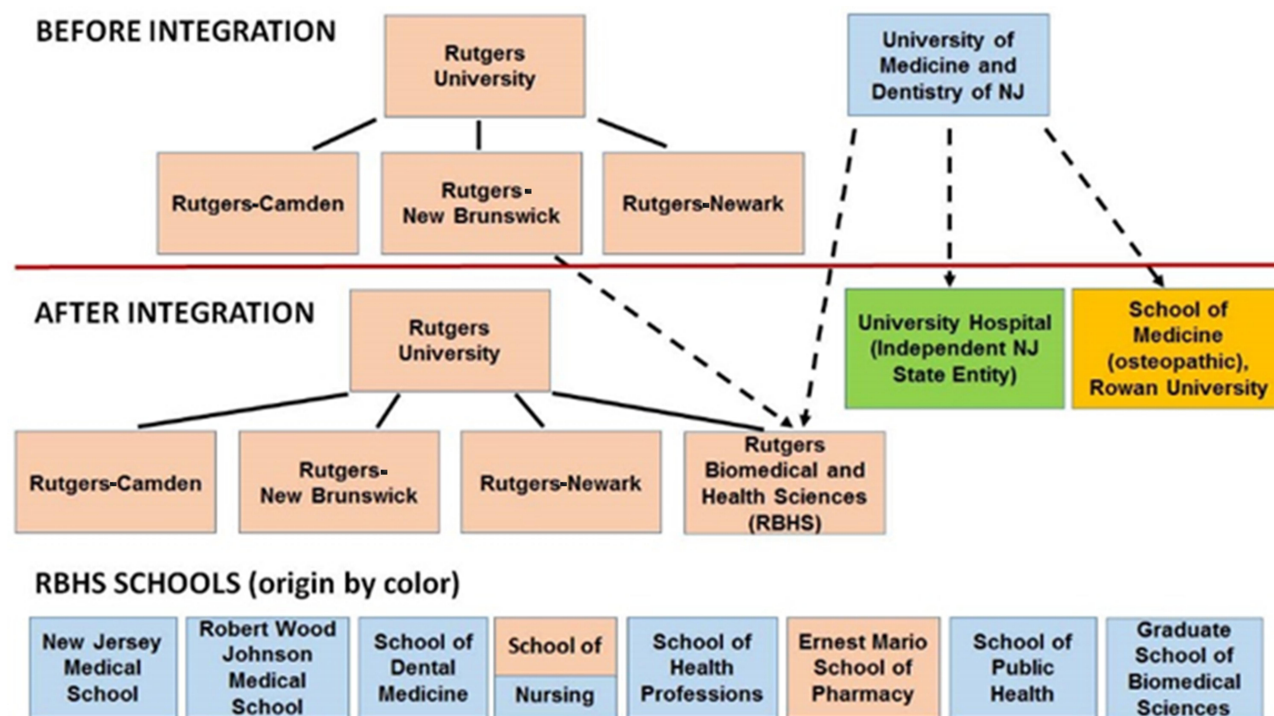 BEFORE INTEGRATION
Rutgers
University
University of
Medicine and
Dentistry of NJ
Rutgers-Camden
Rutgers-
New Brunswick
Rutgers-Newark
AFTER INTEGRATION
Rutgers
University
University Hospital
(Independent NJ
State Entity)
School of
Medicine
(osteopathic),
Rowan University
Rutgers-Camden
Rutgers-
New Brunswick
Rutgers-Newark
Rutgers
Biomedical and
Health Sciences
(RBHS)
RBHS SCHOOLS (origin by color)
New Jersey
Medical
School
Robert Wood
Johnson
Medical
School
School of
Dental
Medicine
School of
Nursing
School of
Health
Professions
Ernest Mario
School of
Pharmacy
School of
Public
Health
Graduate
School of
Biomedical
Sciences